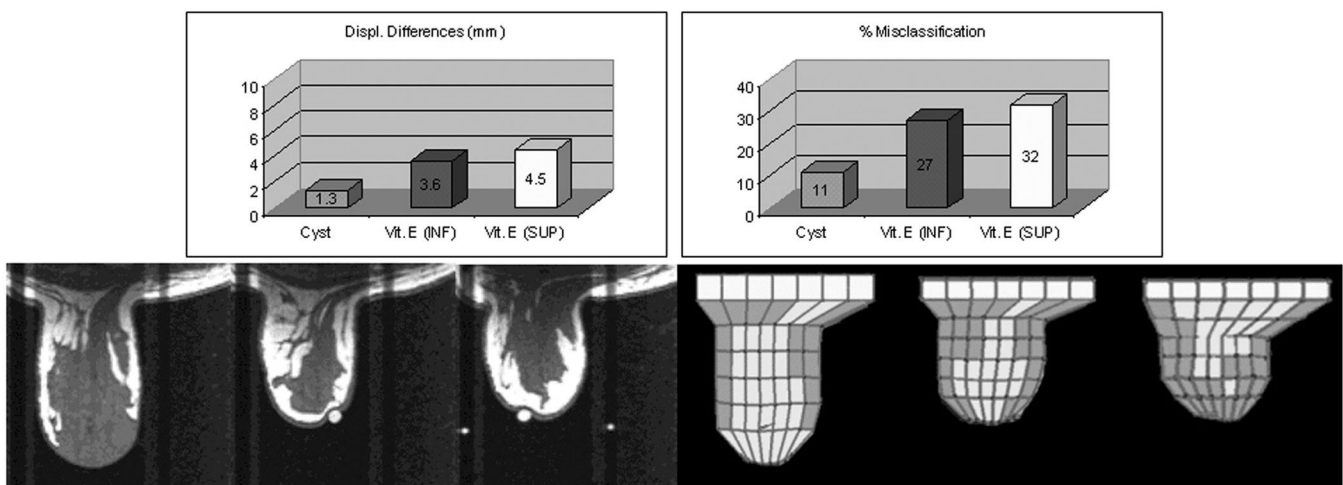 Displ. Differences (mm)
10
8
6
4
2
0
1.3
3.6
4.5
Cyst
Vit. E (INF)
Vit. E (SUP)
% Misclassification
40
30
20
10
0
11
27
32
Cyst
Vit. E (INF)
Vit. E (SUP)